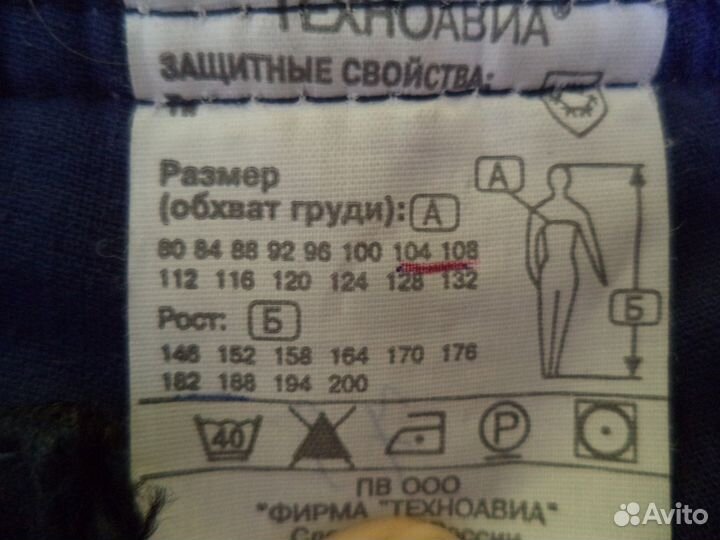 ТЕХНОАВИА®
ЗАЩИТНЫЕ СВОЙСТВА:
Размер
(обхват груди): А
80 84 88 92 96 100 104 108
112 116 120 124 128 132
Рост: Б
146 152 158 164 170 176
182 188 194 200
А
Б
40
P
ПВ ООО
"ФИРМА "ТЕХНОАВИА"
России
Avito